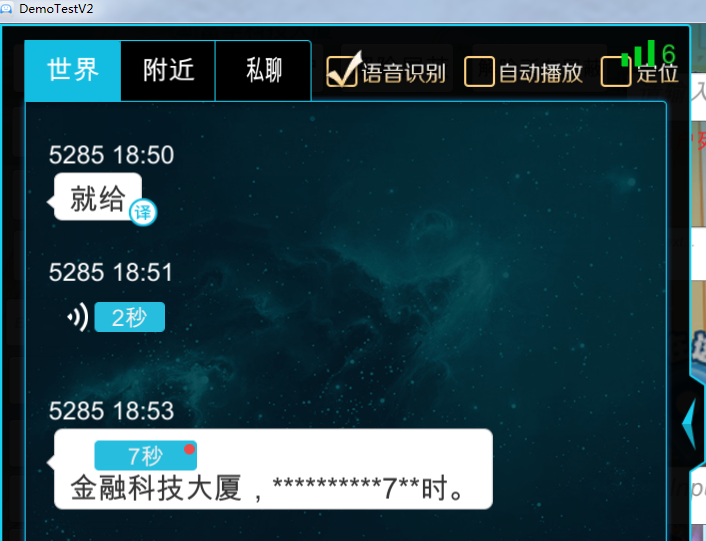 DemoTestV2
世界 附近 私聊 语音识别 自动播放 定位 6
5285 18:50
就给
译
5285 18:51
2秒
5285 18:53
7秒
金融科技大厦，**********7**时。